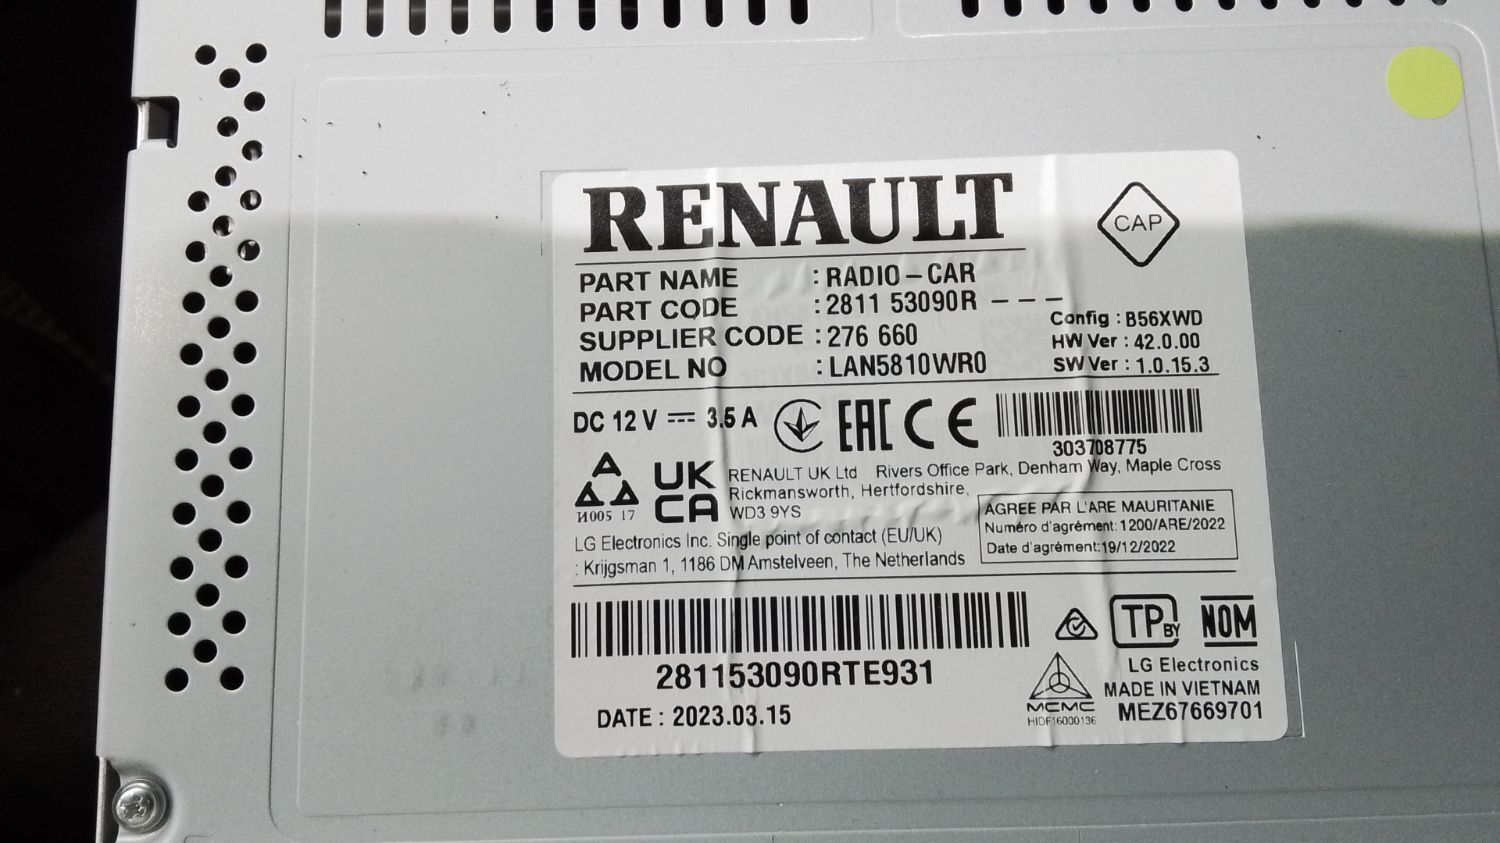 RENAULT
CAP
PART NAME : RADIO-CAR
PART CODE : 2811 53090R – – –
SUPPLIER CODE : 276 660
MODEL NO : LAN5810WR0
Config : B56XWD
HW Ver : 42.0.00
SW Ver : 1.0.15.3
DC 12 V ⎓ 3.5 A
EAC CE
303708775
И005 17
UK
CA
RENAULT UK Ltd Rivers Office Park, Denham Way, Maple Cross
Rickmansworth, Hertfordshire,
WD3 9YS
AGREE PAR L'ARE MAURITANIE
Numéro d'agrément: 1200/ARE/2022
Date d'agrément:19/12/2022
LG Electronics Inc. Single point of contact (EU/UK)
: Krijgsman 1, 1186 DM Amstelveen, The Netherlands
281153090RTE931
DATE : 2023.03.15
TP BY
NOM
MCMC
HIDF16000136
LG Electronics
MADE IN VIETNAM
MEZ67669701